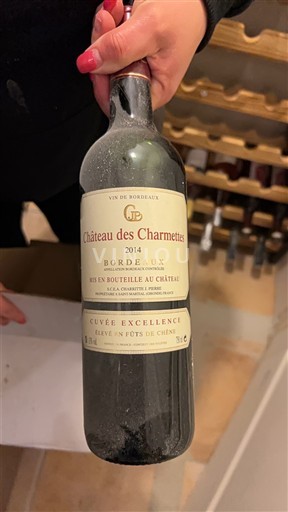 VIN DE BORDEAUX
CJP
Château des Charmettes
2014
BORDEAUX
APPELLATION BORDEAUX CONTRÔLÉE
MIS EN BOUTEILLE AU CHÂTEAU
CUVÉE EXCELLENCE
ÉLEVÉ EN FÛTS DE CHÊNE